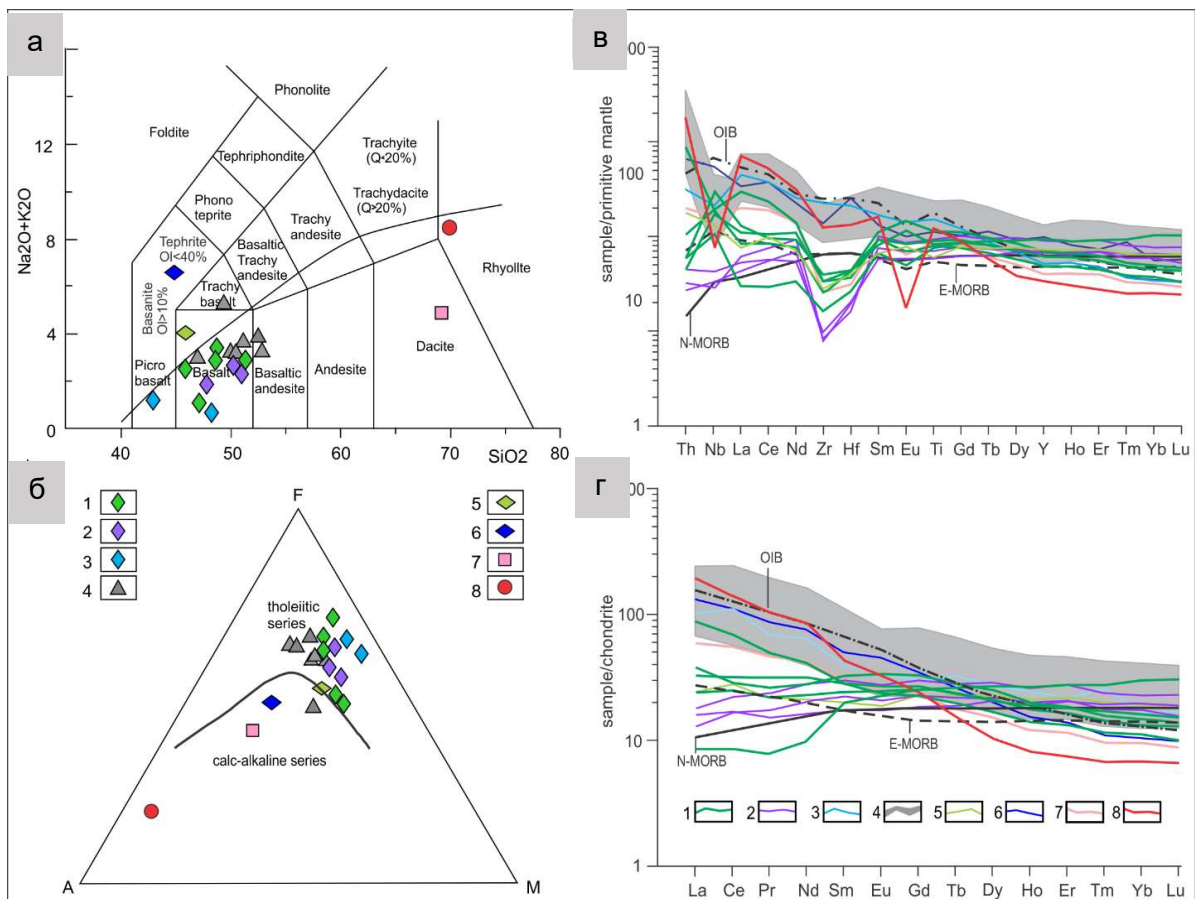 а
Na2O+K2O
12
8
4
0
40
50
60
SiO2
70
80
Foldite
Phonolite
Tephriphondite
Trachyite
(Q‹20%)
Trachydacite
(Q›20%)
Phono
teprite
Trachy
andesite
Tephrite
Ol<40%
Basaltic
Trachy
andesite
Trachy
basalt
Basanite
Ol>10%
Rhyollte
Picro
basalt
Basalt
Basaltic
andesite
Andesite
Dacite
б
1
2
3
4
5
6
7
8
F
tholeiitic
series
calc-alkaline series
A
M
в
sample/primitive mantle
00
100
10
1
OIB
E-MORB
N-MORB
Th Nb La Ce Nd Zr Hf Sm Eu Ti Gd Tb Dy Y Ho Er Tm Yb Lu
г
sample/chondrite
00
100
10
1
OIB
E-MORB
N-MORB
1 2 3 4 5 6 7 8
La Ce Pr Nd Sm Eu Gd Tb Dy Ho Er Tm Yb Lu